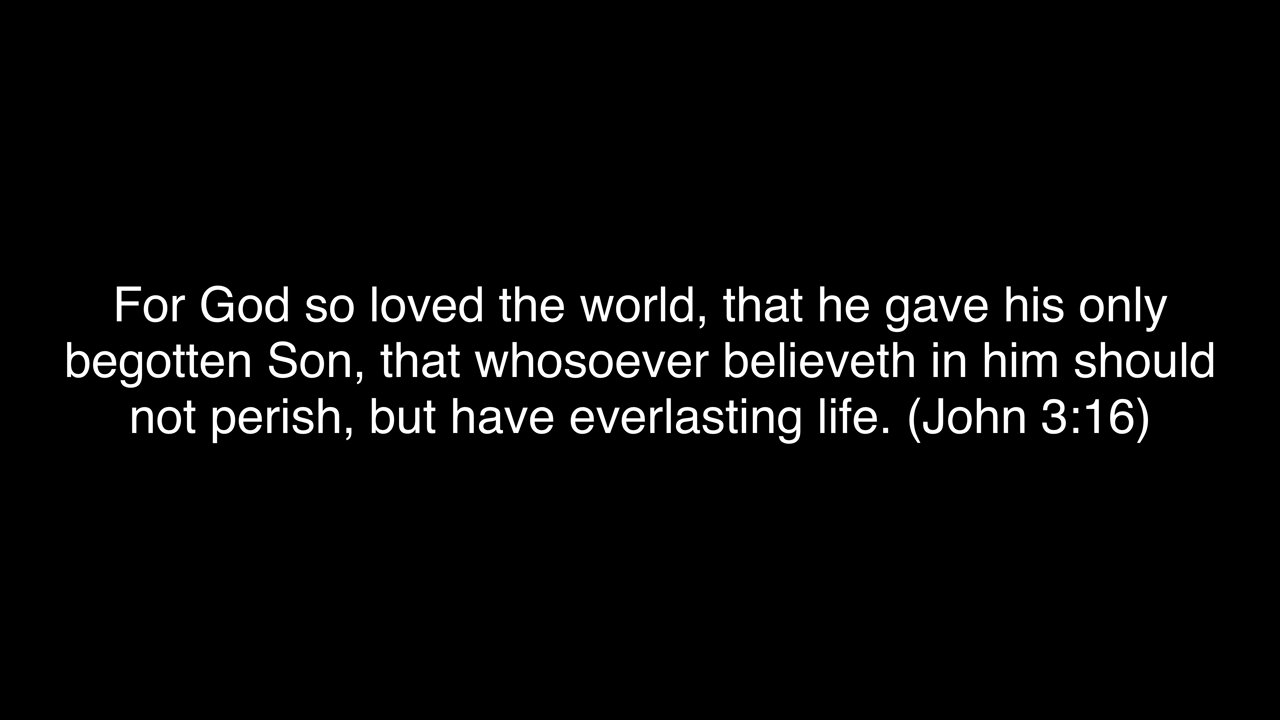 For God so loved the world, that he gave his only
begotten Son, that whosoever believeth in him should
not perish, but have everlasting life. (John 3:16)